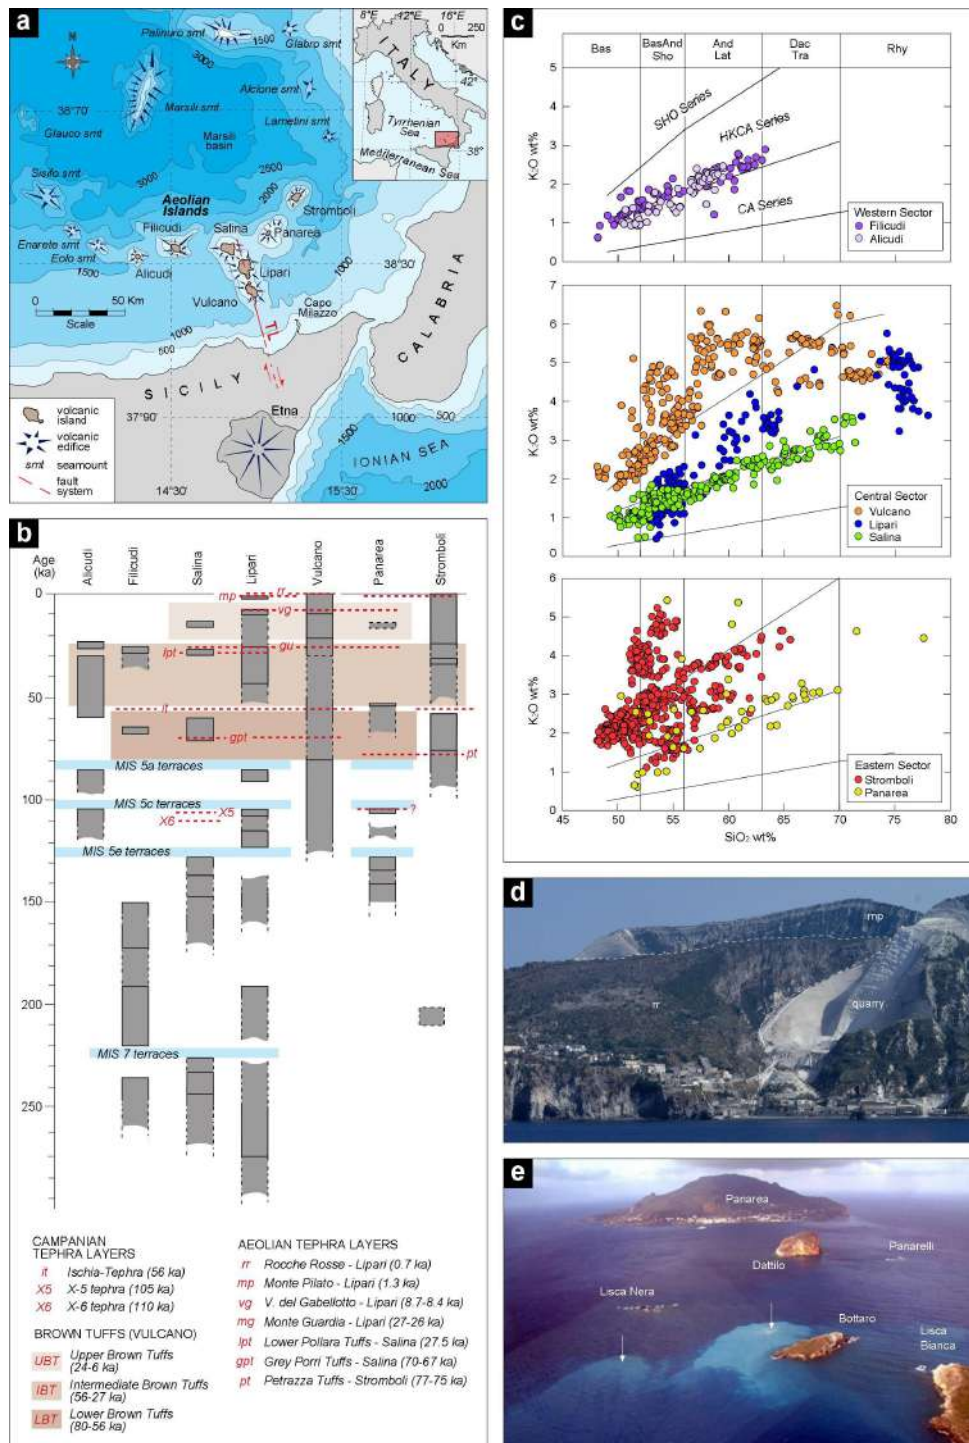 a
N
Palinuro smt
1500
3000
Glabro smt
Alcione smt
Lametini smt
38°70
Glauco smt
Marsili smt
Marsili
basin
Sisifo smt
3000
2500
2000
Aeolian
Islands
Stromboli
Filicudi
Salina
Panarea
Enarete smt
Eolo smt
1500
Alicudi
Lipari
1000
38°30
0 50 Km
Scale
Vulcano
Capo
Milazzo
TTL
1000
500
SICILY
CALABRIA
37°90
Etna
1000
500
1500
IONIAN SEA
2000
14°30
15°30
volcanic
island
volcanic
edifice
smt seamount
fault
system
8°E 12°E 16°E
0 250
Km
ITALY
42°
Tyrrhenian
Sea
38°
Mediterranean Sea
b
Age
(ka)
Alicudi
Filicudi
Salina
Lipari
Vulcano
Panarea
Stromboli
0
50
100
150
200
250
rr
mp
vg
gu
lpt
it
gpt
pt
MIS 5a terraces
MIS 5c terraces
X5
X6
?
MIS 5e terraces
MIS 7 terraces
CAMPANIAN
TEPHRA LAYERS
it Ischia-Tephra (56 ka)
X5 X-5 tephra (105 ka)
X6 X-6 tephra (110 ka)
BROWN TUFFS (VULCANO)
UBT Upper Brown Tuffs
(24-6 ka)
IBT Intermediate Brown Tuffs
(56-27 ka)
LBT Lower Brown Tuffs
(80-56 ka)
AEOLIAN TEPHRA LAYERS
rr Rocche Rosse - Lipari (0.7 ka)
mp Monte Pilato - Lipari (1.3 ka)
vg V. del Gabellotto - Lipari (8.7-8.4 ka)
mg Monte Guardia - Lipari (27-26 ka)
lpt Lower Pollara Tuffs - Salina (27.5 ka)
gpt Grey Porri Tuffs - Salina (70-67 ka)
pt Petrazza Tuffs - Stromboli (77-75 ka)
c
Bas
BasAnd
Sho
And
Lat
Dac
Tra
Rhy
5
4
3
2
1
0
K₂O wt%
SHO Series
HKCA Series
CA Series
Western Sector
Filicudi
Alicudi
7
6
5
4
3
2
1
0
K₂O wt%
Central Sector
Vulcano
Lipari
Salina
6
5
4
3
2
1
0
K₂O wt%
Eastern Sector
Stromboli
Panarea
45 50 55 60 65 70 75 80
SiO₂ wt%
d
mp
rr
quarry
e
Panarea
Panarelli
Dattilo
Lisca Nera
Bottaro
Lisca
Bianca